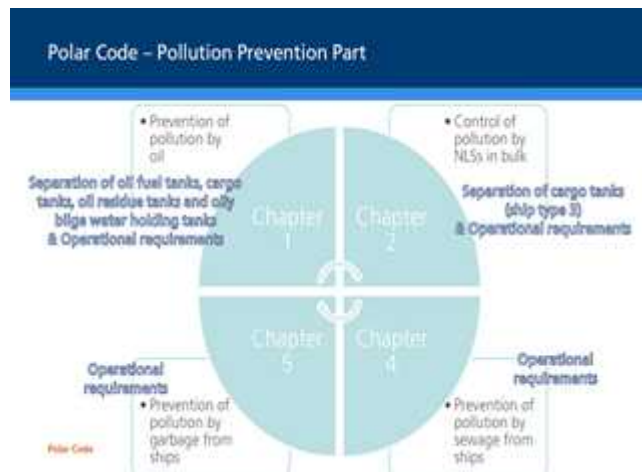 Polar Code – Pollution Prevention Part
• Prevention of
pollution by
oil
Separation of oil fuel tanks, cargo
tanks, oil residue tanks and oily
bilge water holding tanks
& Operational requirements
Chapter
1
• Control of
pollution by
NLSs in bulk
Separation of cargo tanks
(ship type 3)
& Operational requirements
Chapter
2
Chapter
5
Operational
requirements
• Prevention of
pollution by
garbage from
ships
Chapter
4
Operational
requirements
• Prevention of
pollution by
sewage from
ships
Polar Code